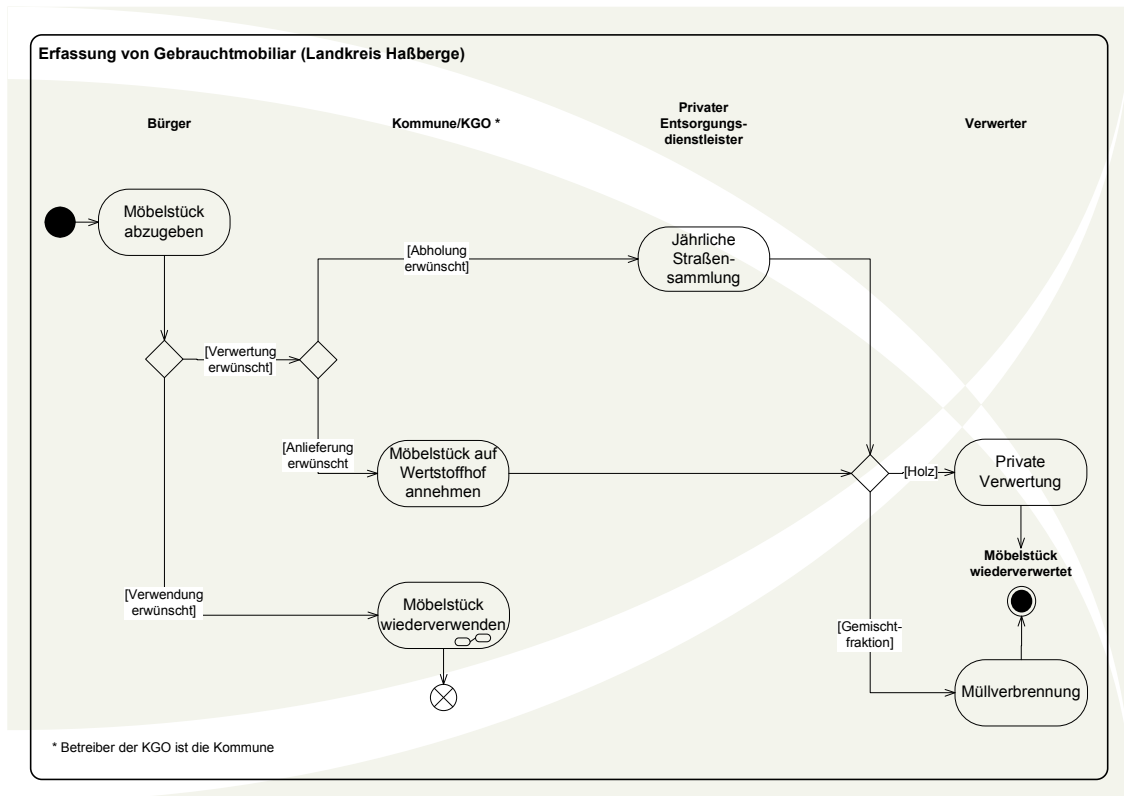 Erfassung von Gebrauchtmobiliar (Landkreis Haßberge)
Bürger
Kommune/KGO *
Privater
Entsorgungs-
dienstleister
Verwerter
Möbelstück
abzugeben
[Abholung
erwünscht]
Jährliche
Straßen-
sammlung
[Verwertung
erwünscht]
[Anlieferung
erwünscht
Möbelstück auf
Wertstoffhof
annehmen
[Holz]
Private
Verwertung
Möbelstück
wiederverwertet
[Verwendung
erwünscht]
Möbelstück
wiederverwenden
[Gemischt-
fraktion]
Müllverbrennung
* Betreiber der KGO ist die Kommune